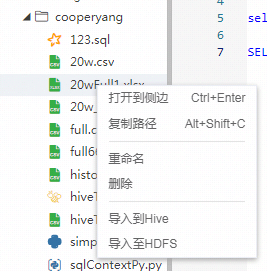 cooperyang
123.sql
20w.csv
20wFull1.xlsx
20w_
full.c
full60
histo
hiveT
hiveT
simp
sqlContextPy.py
打开到侧边 Ctrl+Enter
复制路径 Alt+Shift+C
重命名
删除
导入到Hive
导入至HDFS
4
5 sel
6
7 SEL